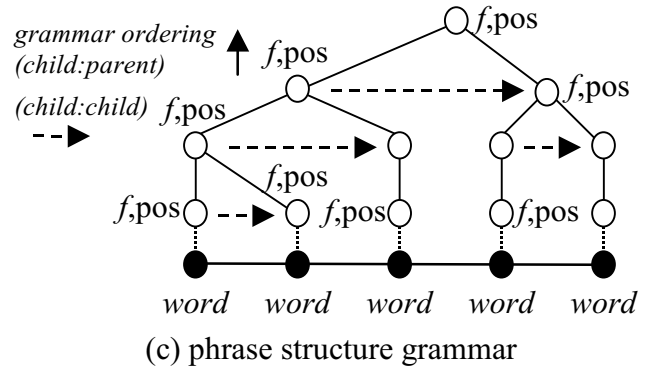 grammar ordering
(child:parent)
(child:child)
f,pos
f,pos
f,pos
f,pos
f,pos
f,pos
f,pos
f,pos
word word word word word
(c) phrase structure grammar